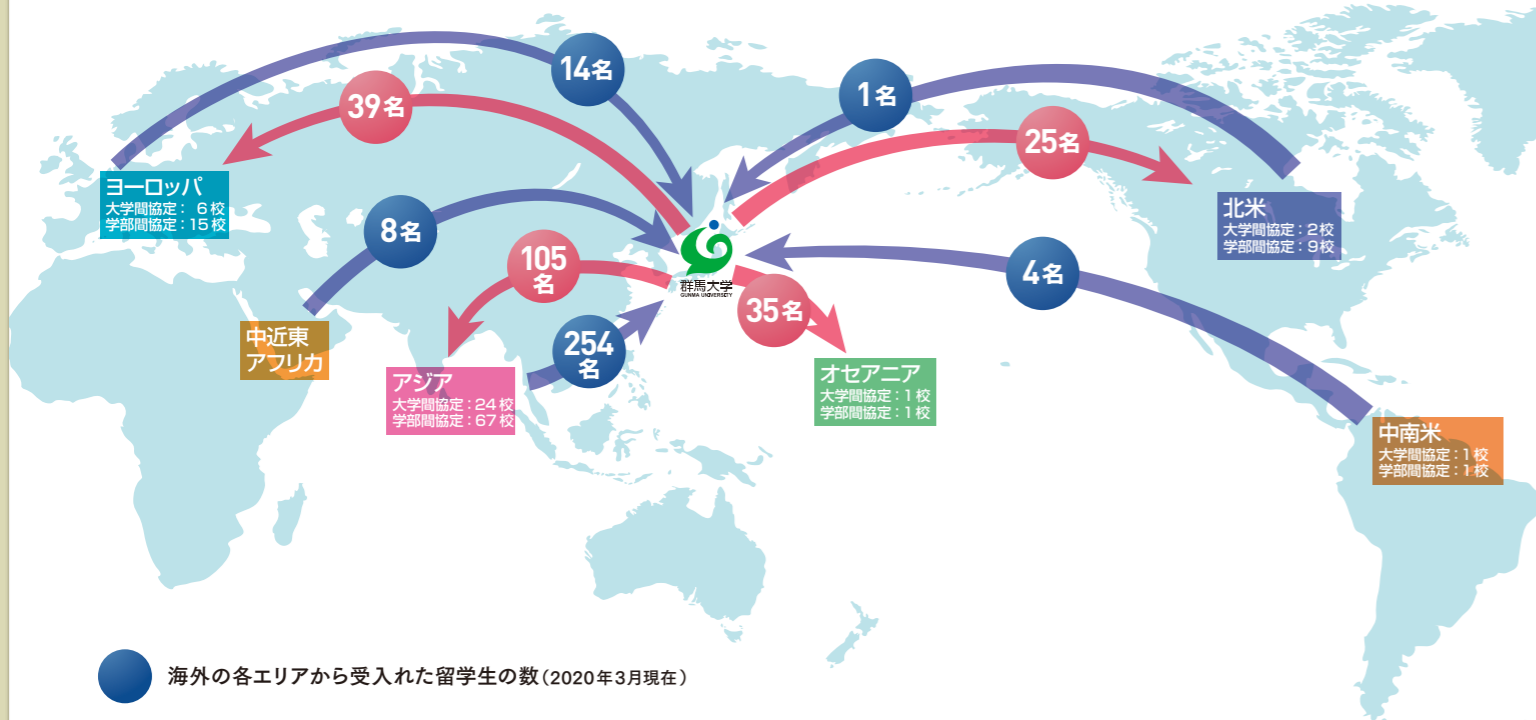 14名
39名
1名
25名
ヨーロッパ
大学間協定：6校
学部間協定：15校
北米
大学間協定：2校
学部間協定：9校
8名
105
名
群馬大学
GUNMA UNIVERSITY
4名
35名
254
名
中近東
アフリカ
アジア
大学間協定：24校
学部間協定：67校
オセアニア
大学間協定：1校
学部間協定：1校
中南米
大学間協定：1校
学部間協定：1校
海外の各エリアから受入れた留学生の数（2020年3月現在）